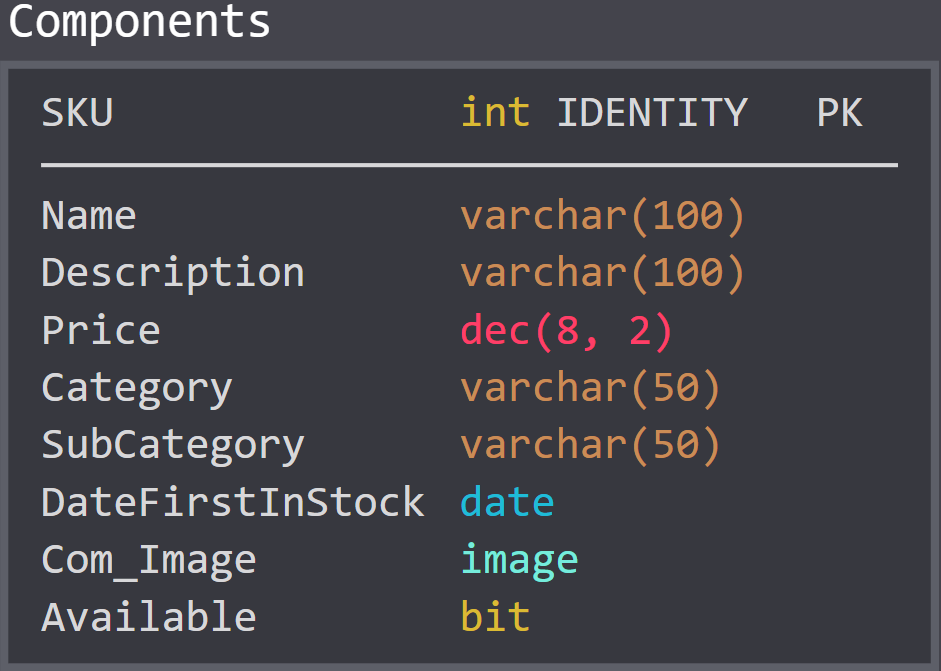 Components
SKU int IDENTITY PK
Name varchar(100)
Description varchar(100)
Price dec(8, 2)
Category varchar(50)
SubCategory varchar(50)
DateFirstInStock date
Com_Image image
Available bit